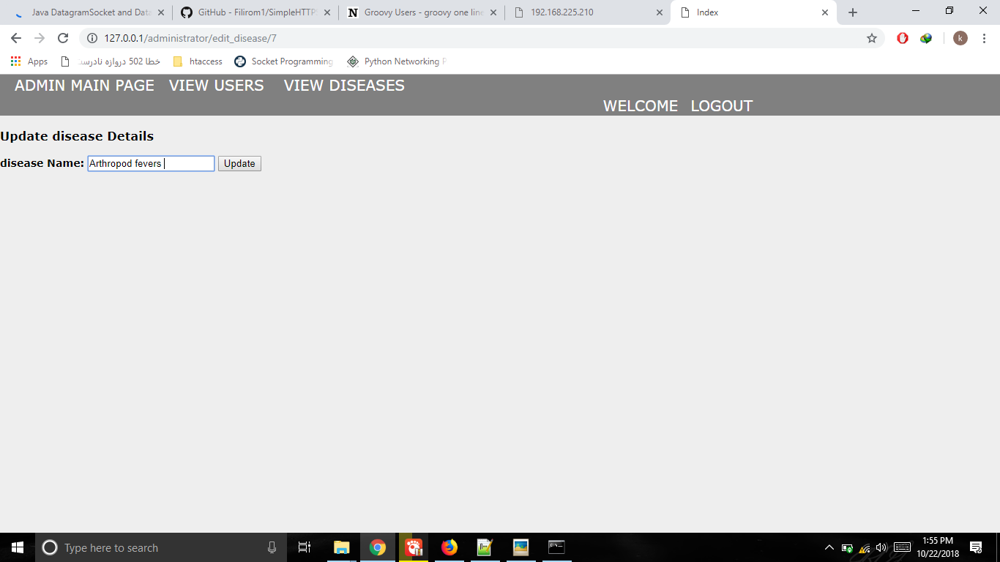 Java DatagramSocket and Data
GitHub - Filirom1/SimpleHTTPS
Groovy Users - groovy one line
192.168.225.210
Index
127.0.0.1/administrator/edit_disease/7
k
Apps
خطا 502 دروازه نادرست
htaccess
Socket Programming
Python Networking P
ADMIN MAIN PAGE VIEW USERS VIEW DISEASES
WELCOME LOGOUT
Update disease Details
disease Name: Arthropod fevers Update
Type here to search
1:55 PM
10/22/2018